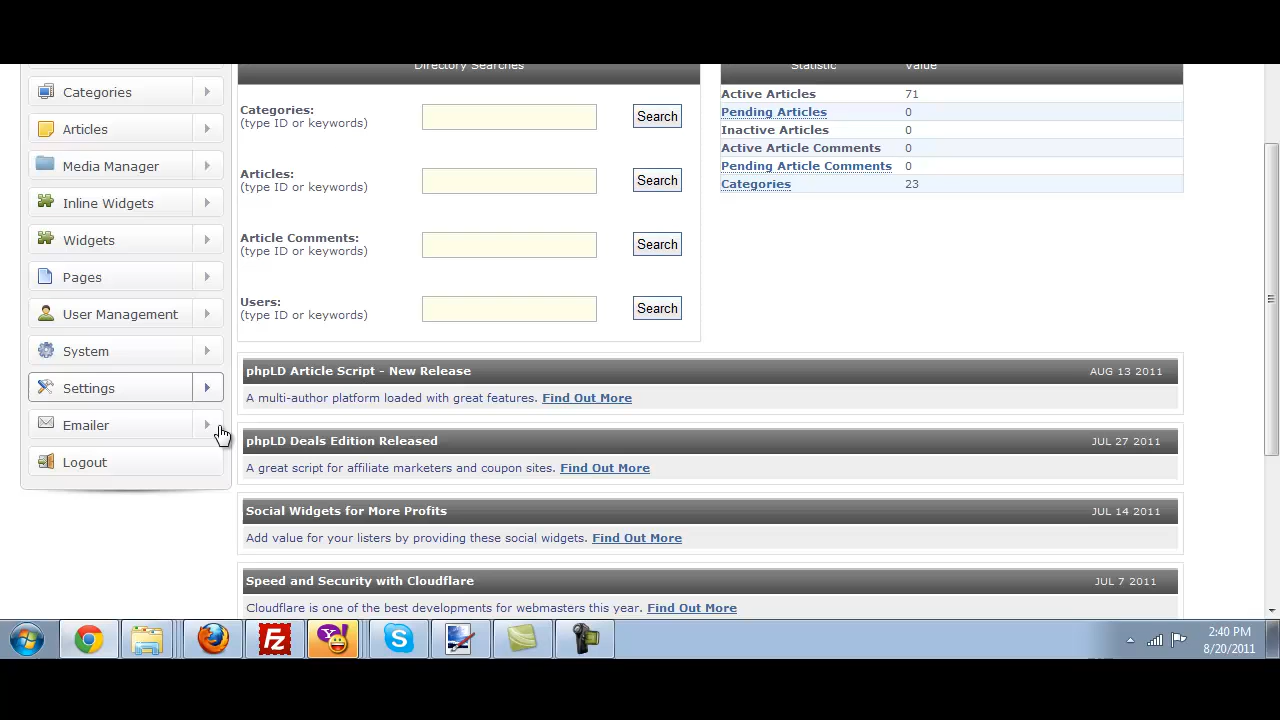 Directory Searches
Statistic Value
Categories
Articles
Media Manager
Inline Widgets
Widgets
Pages
User Management
System
Settings
Emailer
Logout
Categories:
(type ID or keywords)
Search
Articles:
(type ID or keywords)
Search
Article Comments:
(type ID or keywords)
Search
Users:
(type ID or keywords)
Search
Active Articles 71
Pending Articles 0
Inactive Articles 0
Active Article Comments 0
Pending Article Comments 0
Categories 23
phpLD Article Script - New Release AUG 13 2011
A multi-author platform loaded with great features. Find Out More
phpLD Deals Edition Released JUL 27 2011
A great script for affiliate marketers and coupon sites. Find Out More
Social Widgets for More Profits JUL 14 2011
Add value for your listers by providing these social widgets. Find Out More
Speed and Security with Cloudflare JUL 7 2011
Cloudflare is one of the best developments for webmasters this year. Find Out More
2:40 PM
8/20/2011